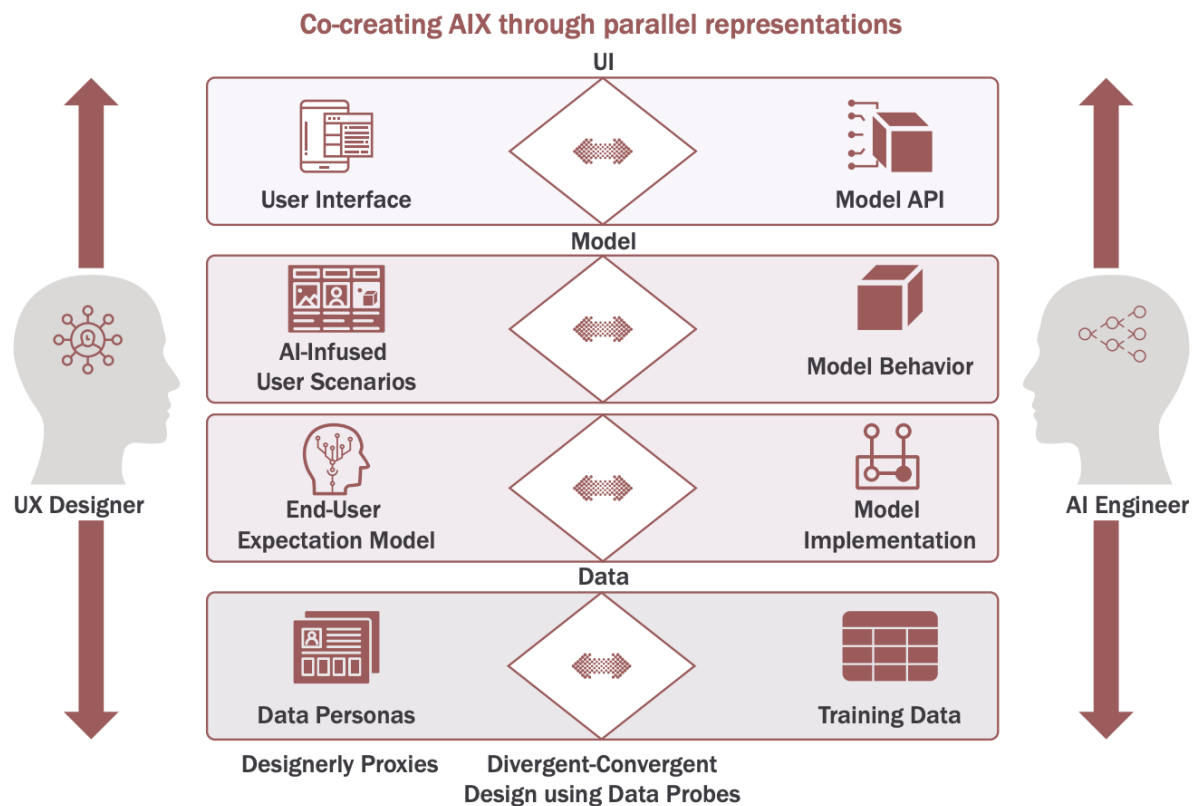 Co-creating AIX through parallel representations
UI
User Interface
Model API
Model
AI-Infused
User Scenarios
Model Behavior
UX Designer
AI Engineer
End-User
Expectation Model
Model
Implementation
Data
Data Personas
Training Data
Designerly Proxies
Divergent-Convergent
Design using Data Probes